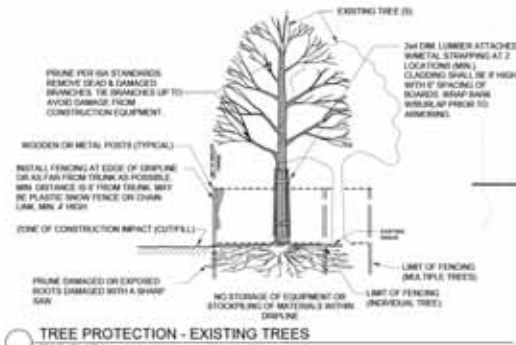 EXISTING TREE (S)
2x4 DIM. LUMBER ATTACHED
W/METAL STRAPPING AT 2
LOCATIONS (MIN.)
CLADDING SHALL BE 8' HIGH
WITH 6" SPACING OF
BOARDS. WRAP BARK
W/BURLAP PRIOR TO
ARMORING.
PRUNE PER ISA STANDARDS.
REMOVE DEAD & DAMAGED
BRANCHES. TIE BRANCHES UP TO
AVOID DAMAGE FROM
CONSTRUCTION EQUIPMENT.
WOODEN OR METAL POSTS (TYPICAL)
INSTALL FENCING AT EDGE OF DRIPLINE
OR AS FAR FROM TRUNK AS POSSIBLE.
MIN. DISTANCE IS 6' FROM TRUNK. MAY
BE PLASTIC SNOW FENCE OR CHAIN
LINK, MIN. 4' HIGH
ZONE OF CONSTRUCTION IMPACT (CUT/FILL)
EXISTING
GRADE
PRUNE DAMAGED OR EXPOSED
ROOTS DAMAGED WITH A SHARP
SAW
NO STORAGE OF EQUIPMENT OR
STOCKPILING OF MATERIALS WITHIN
DRIPLINE
LIMIT OF FENCING
(MULTIPLE TREES)
LIMIT OF FENCING
(INDIVIDUAL TREE)
TREE PROTECTION - EXISTING TREES